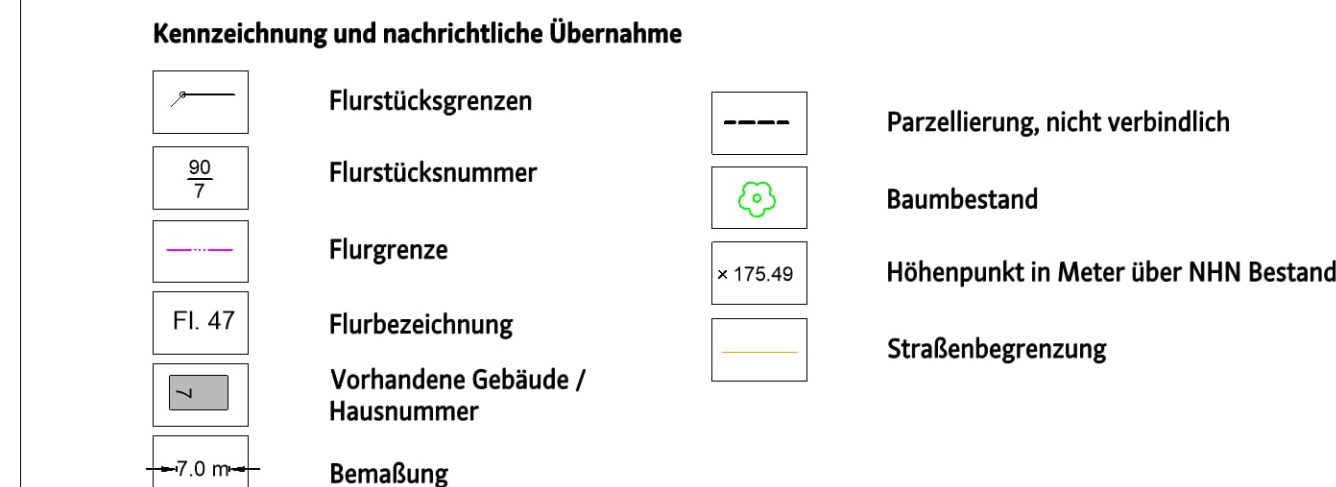 Kennzeichnung und nachrichtliche Übernahme
Flurstücksgrenzen
90
7
Flurstücksnummer
Flurgrenze
Fl. 47
Flurbezeichnung
7
Vorhandene Gebäude /
Hausnummer
7.0 m
Bemaßung
Parzellierung, nicht verbindlich
Baumbestand
× 175.49
Höhenpunkt in Meter über NHN Bestand
Straßenbegrenzung